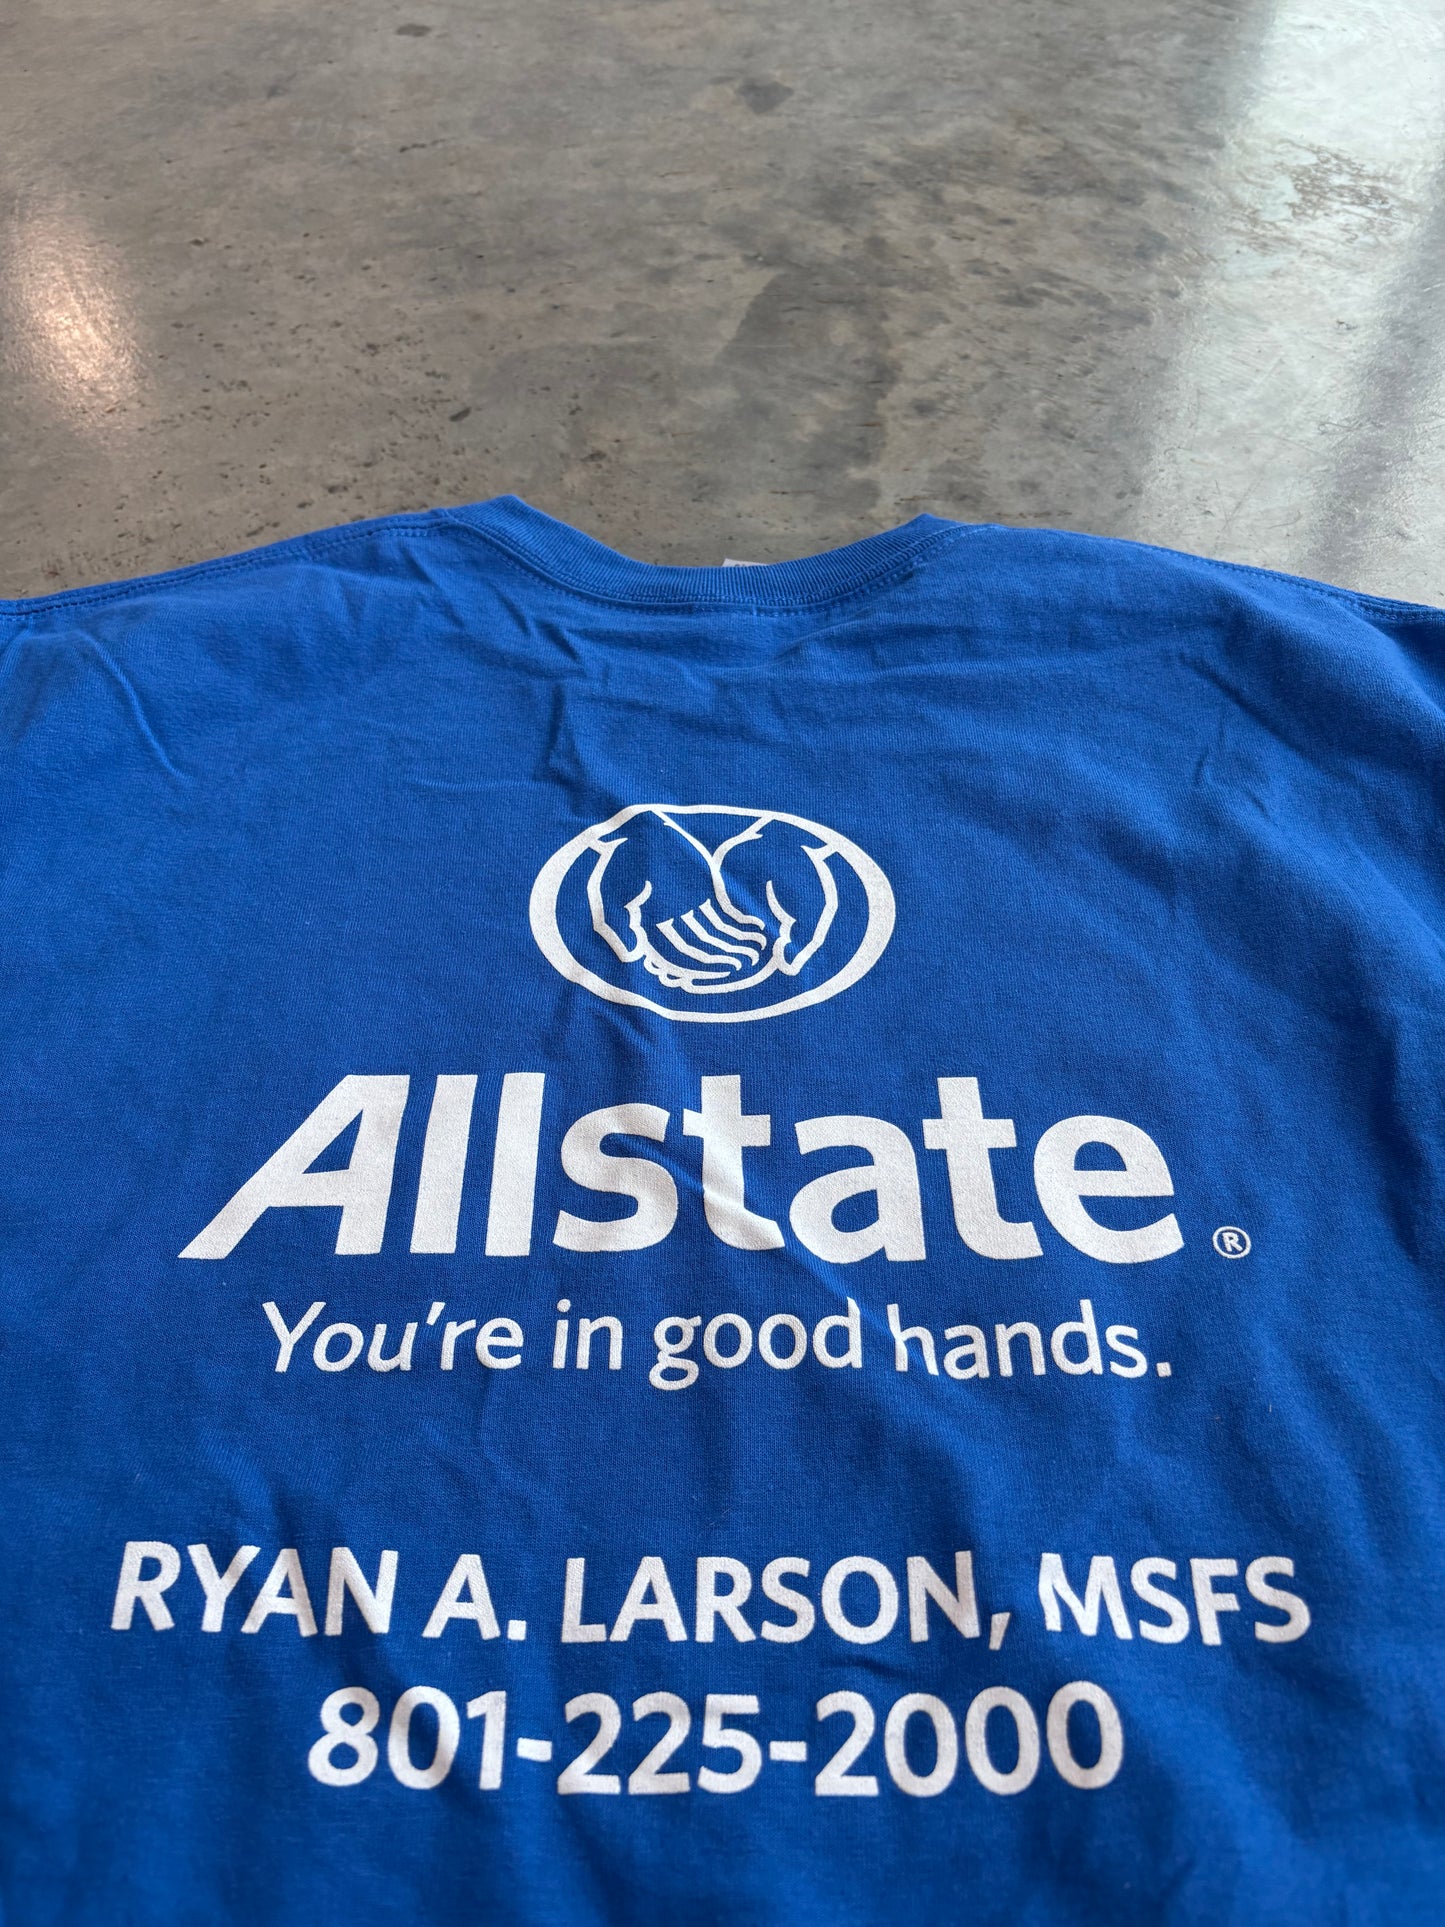 Allstate®
You're in good hands.
RYAN A. LARSON, MSFS
801-225-2000